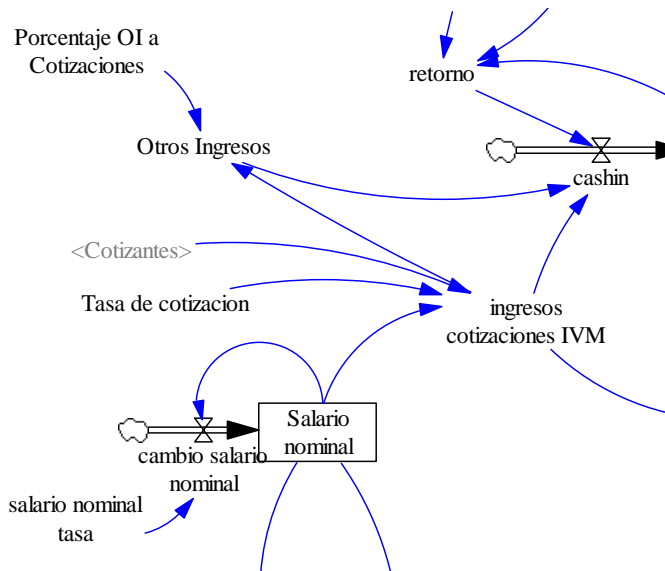 Porcentaje OI a
Cotizaciones
retorno
Otros Ingresos
cashin
<Cotizantes>
Tasa de cotizacion
ingresos
cotizaciones IVM
Salario
nominal
cambio salario
nominal
salario nominal
tasa